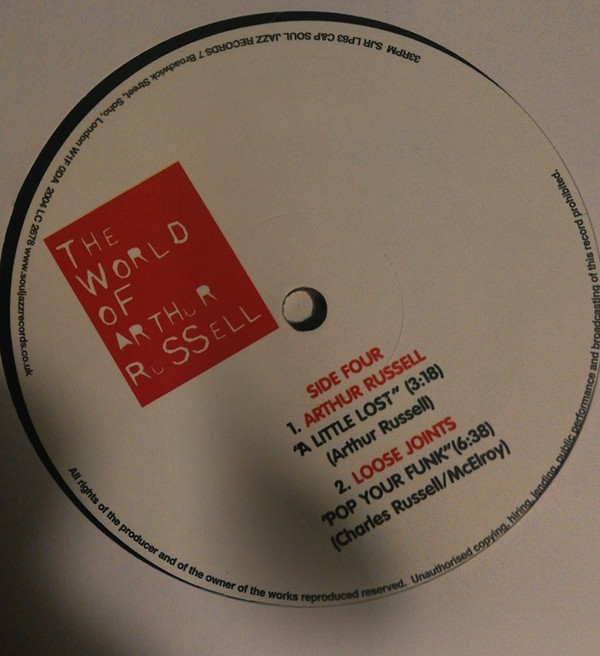 33RPM SJR LP83 C&P SOUL JAZZ RECORDS 7 Broadwick Street, Soho, London W1F 0DA 2004 LC 2678 www.souljazzrecords.co.uk
THE
WORLD
OF
ARTHUR
RuSSELL
SIDE FOUR
1. ARTHUR RUSSELL
"A LITTLE LOST" (3:18)
(Arthur Russell)
2. LOOSE JOINTS
"POP YOUR FUNK"(6:38)
(Charles Russell/McElroy)
All rights of the producer and of the owner of the works reproduced reserved. Unauthorised copying, hiring, lending, public performance and broadcasting of this record prohibited.